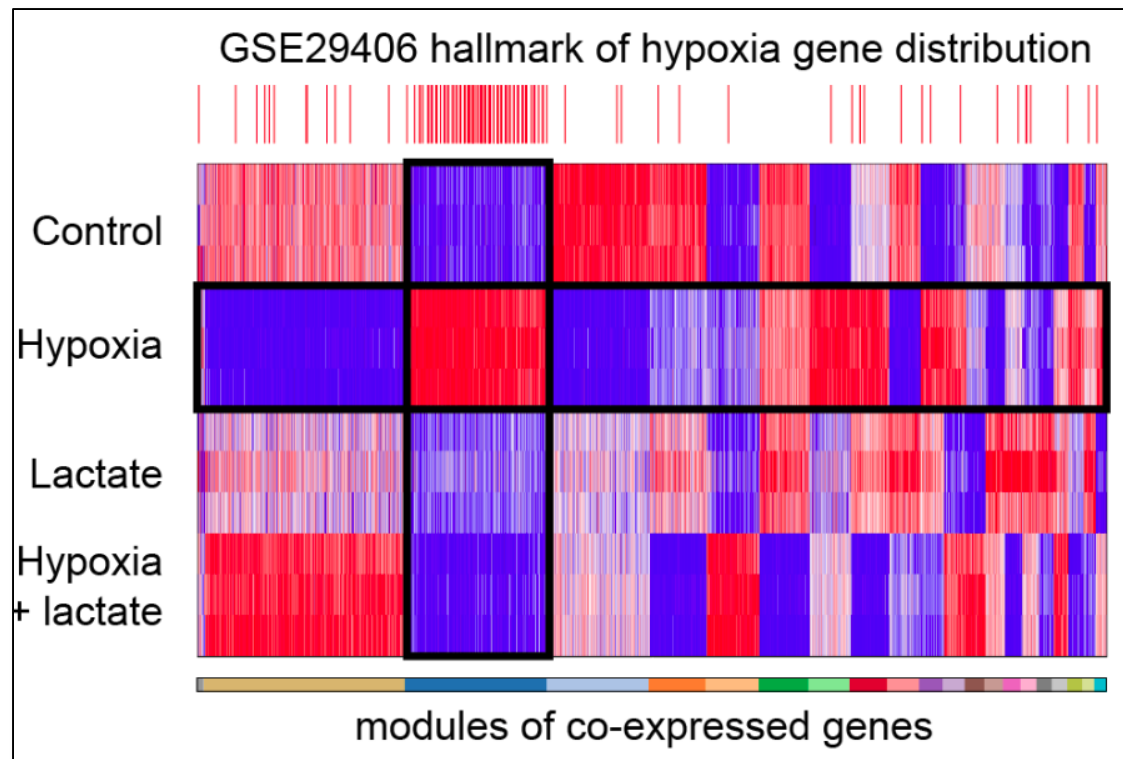 GSE29406 hallmark of hypoxia gene distribution
Control
Hypoxia
Lactate
Hypoxia
+ lactate
modules of co-expressed genes